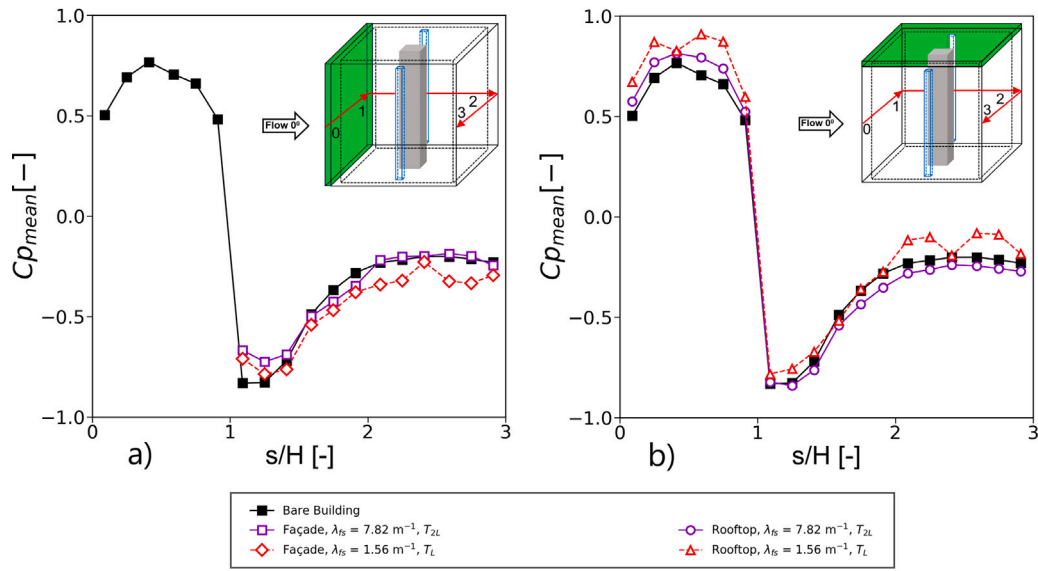 1.0
0.5
0.0
−0.5
−1.0
Cp_mean[−]
0 1 2 3
a) s/H [-]
Flow 0⁰
0
1
2
3
1.0
0.5
0.0
−0.5
−1.0
Cp_mean[−]
0 1 2 3
b) s/H [-]
Flow 0⁰
0
1
2
3
Bare Building
Façade, λ_fs = 7.82 m⁻¹, T_2L
Façade, λ_fs = 1.56 m⁻¹, T_L
Rooftop, λ_fs = 7.82 m⁻¹, T_2L
Rooftop, λ_fs = 1.56 m⁻¹, T_L